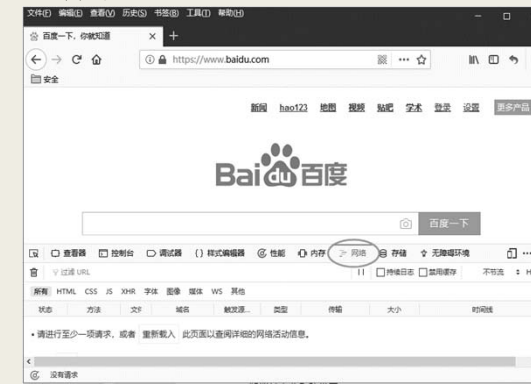 文件(F) 编辑(E) 查看(V) 历史(S) 书签(B) 工具(T) 帮助(H)
百度一下，你就知道 × +
https://www.baidu.com
安全
新闻 hao123 地图 视频 贴吧 学术 登录 设置 更多产品
Bai du 百度
百度一下
查看器 控制台 调试器 {} 样式编辑器 性能 内存 网络 存储 无障碍环境
过滤 URL 持续日志 禁用缓存 不节流 H
所有 HTML CSS JS XHR 字体 图像 媒体 WS 其他
状态 方法 文件 域名 触发源... 类型 传输 大小 时间线
• 请进行至少一项请求，或者 重新载入 此页面以查阅详细的网络活动信息。
没有请求